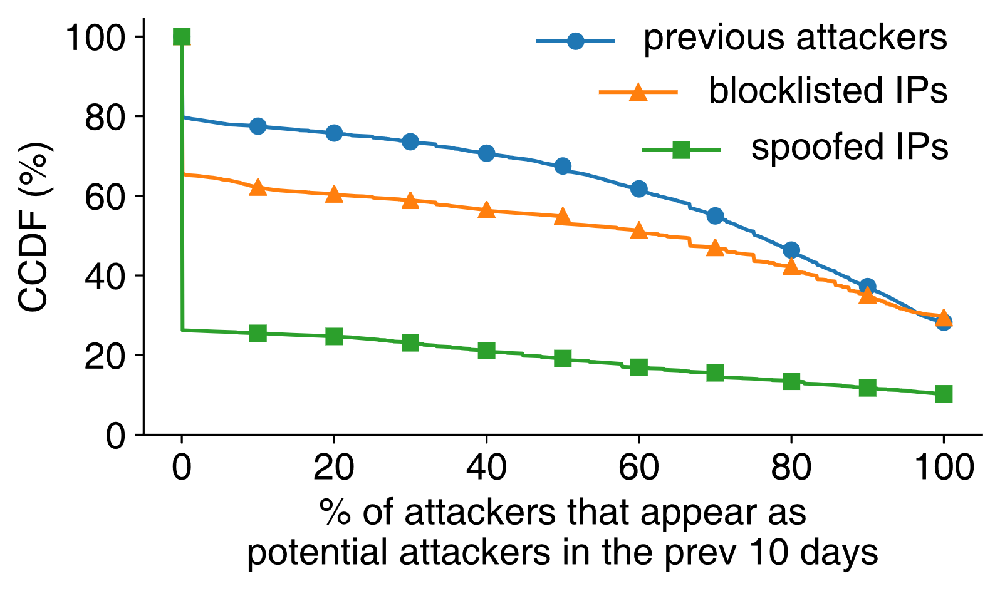 100
80
60
40
20
0
CCDF (%)
previous attackers
blocklisted IPs
spoofed IPs
0 20 40 60 80 100
% of attackers that appear as
potential attackers in the prev 10 days